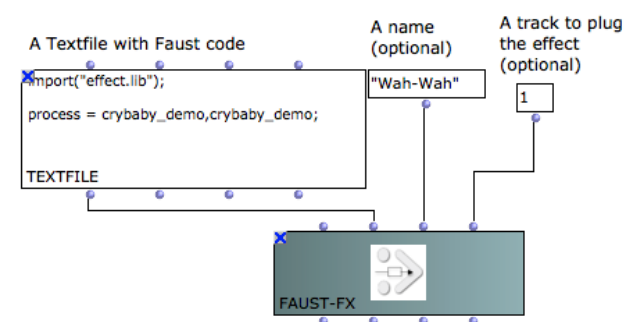 A Textfile with Faust code
A name
(optional)
A track to plug
the effect
(optional)
import("effect.lib");
process = crybaby_demo,crybaby_demo;
TEXTFILE
"Wah-Wah"
1
FAUST-FX